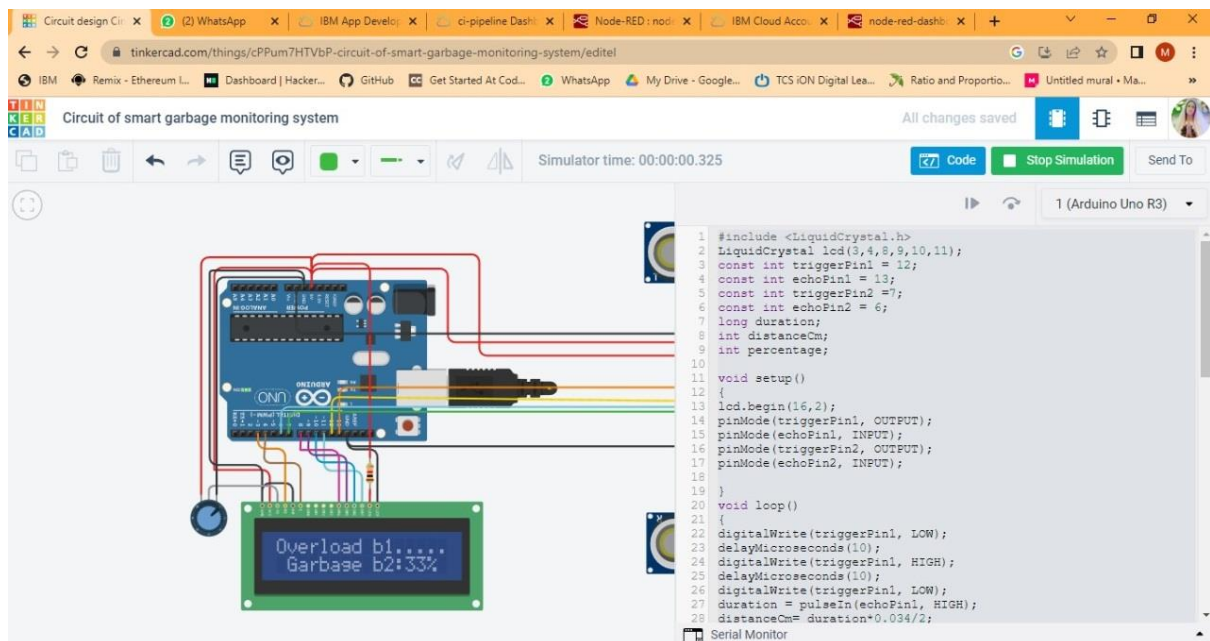 Circuit design Cir
(2) WhatsApp
IBM App Develop
ci-pipeline Dash
Node-RED : node
IBM Cloud Accou
node-red-dashb
tinkercad.com/things/cPPum7HTVbP-circuit-of-smart-garbage-monitoring-system/editel
IBM
Remix - Ethereum I...
Dashboard | Hacker...
GitHub
Get Started At Cod...
WhatsApp
My Drive - Google...
TCS iON Digital Lea...
Ratio and Proportio...
Untitled mural • Ma...
TINKERCAD
Circuit of smart garbage monitoring system
All changes saved
Simulator time: 00:00:00.325
Code
Stop Simulation
Send To
1 (Arduino Uno R3)
ANALOG IN
ARDUINO
UNO
Overload b1.....
Garbage b2:33%
1 #include <LiquidCrystal.h>
2 LiquidCrystal lcd(3,4,8,9,10,11);
3 const int triggerPin1 = 12;
4 const int echoPin1 = 13;
5 const int triggerPin2 =7;
6 const int echoPin2 = 6;
7 long duration;
8 int distanceCm;
9 int percentage;
10
11 void setup()
12 {
13 lcd.begin(16,2);
14 pinMode(triggerPin1, OUTPUT);
15 pinMode(echoPin1, INPUT);
16 pinMode(triggerPin2, OUTPUT);
17 pinMode(echoPin2, INPUT);
18
19 }
20 void loop()
21 {
22 digitalWrite(triggerPin1, LOW);
23 delayMicroseconds(10);
24 digitalWrite(triggerPin1, HIGH);
25 delayMicroseconds(10);
26 digitalWrite(triggerPin1, LOW);
27 duration = pulseIn(echoPin1, HIGH);
28 distanceCm= duration*0.034/2;
Serial Monitor